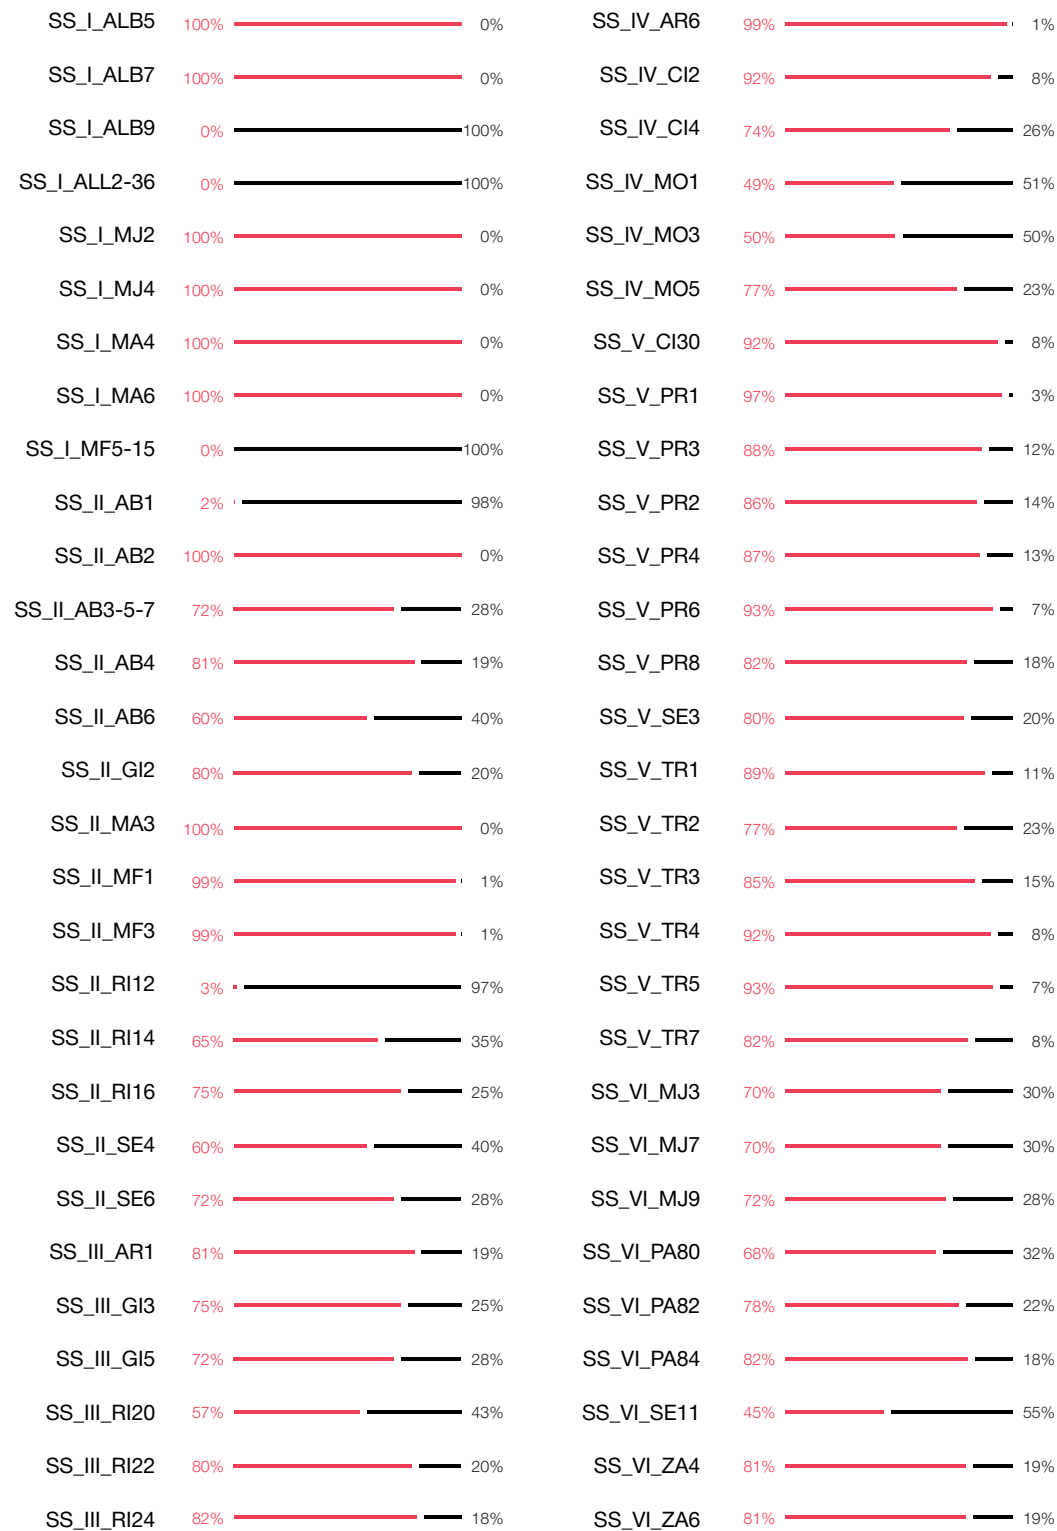 SS_I_ALB5 100% 0%
SS_I_ALB7 100% 0%
SS_I_ALB9 0% 100%
SS_I_ALL2-36 0% 100%
SS_I_MJ2 100% 0%
SS_I_MJ4 100% 0%
SS_I_MA4 100% 0%
SS_I_MA6 100% 0%
SS_I_MF5-15 0% 100%
SS_II_AB1 2% 98%
SS_II_AB2 100% 0%
SS_II_AB3-5-7 72% 28%
SS_II_AB4 81% 19%
SS_II_AB6 60% 40%
SS_II_GI2 80% 20%
SS_II_MA3 100% 0%
SS_II_MF1 99% 1%
SS_II_MF3 99% 1%
SS_II_RI12 3% 97%
SS_II_RI14 65% 35%
SS_II_RI16 75% 25%
SS_II_SE4 60% 40%
SS_II_SE6 72% 28%
SS_III_AR1 81% 19%
SS_III_GI3 75% 25%
SS_III_GI5 72% 28%
SS_III_RI20 57% 43%
SS_III_RI22 80% 20%
SS_III_RI24 82% 18%
SS_IV_AR6 99% 1%
SS_IV_CI2 92% 8%
SS_IV_CI4 74% 26%
SS_IV_MO1 49% 51%
SS_IV_MO3 50% 50%
SS_IV_MO5 77% 23%
SS_V_CI30 92% 8%
SS_V_PR1 97% 3%
SS_V_PR3 88% 12%
SS_V_PR2 86% 14%
SS_V_PR4 87% 13%
SS_V_PR6 93% 7%
SS_V_PR8 82% 18%
SS_V_SE3 80% 20%
SS_V_TR1 89% 11%
SS_V_TR2 77% 23%
SS_V_TR3 85% 15%
SS_V_TR4 92% 8%
SS_V_TR5 93% 7%
SS_V_TR7 82% 8%
SS_VI_MJ3 70% 30%
SS_VI_MJ7 70% 30%
SS_VI_MJ9 72% 28%
SS_VI_PA80 68% 32%
SS_VI_PA82 78% 22%
SS_VI_PA84 82% 18%
SS_VI_SE11 45% 55%
SS_VI_ZA4 81% 19%
SS_VI_ZA6 81% 19%